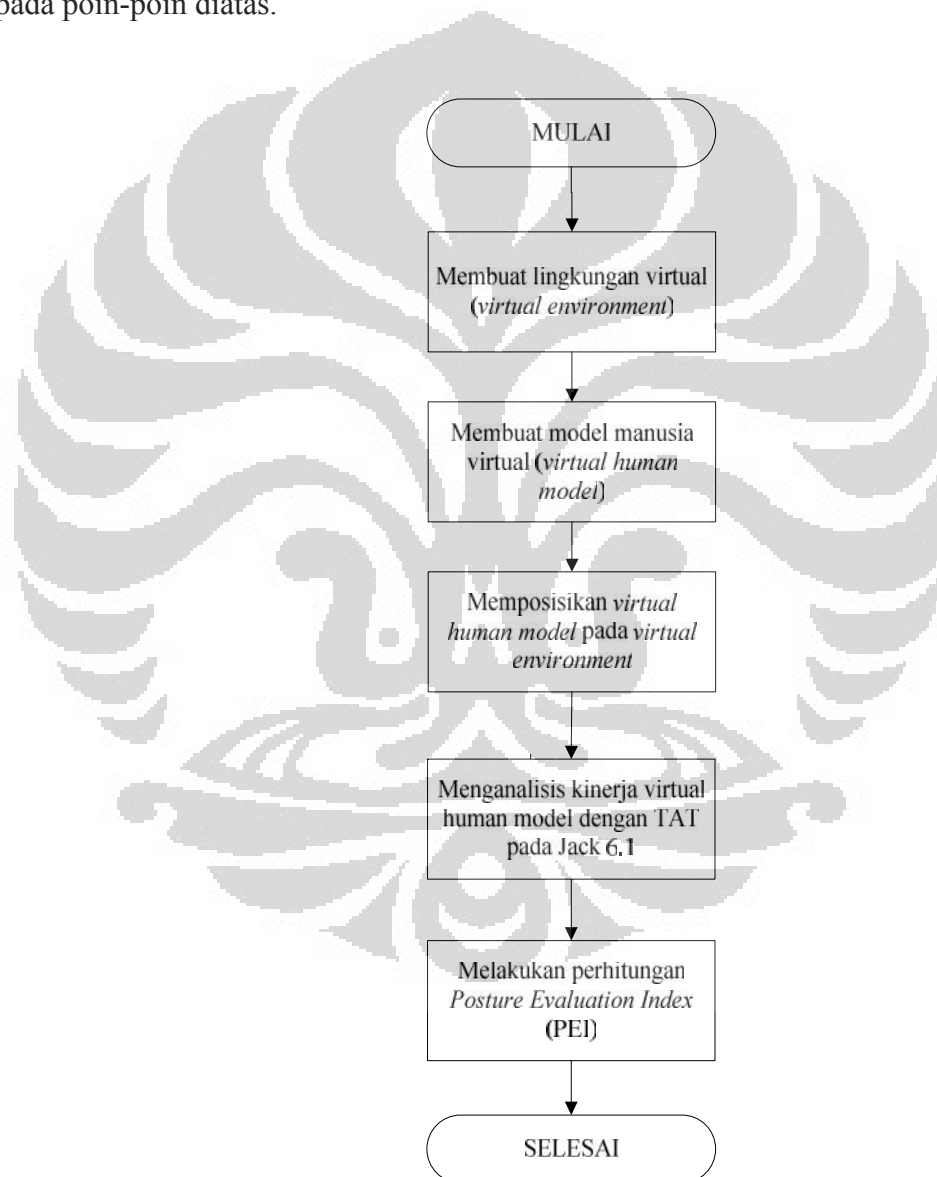 pada poin-poin diatas.
MULAI
Membuat lingkungan virtual
(virtual environment)
Membuat model manusia
virtual (virtual human
model)
Memposisikan virtual
human model pada virtual
environment
Menganalisis kinerja virtual
human model dengan TAT
pada Jack 6.1
Melakukan perhitungan
Posture Evaluation Index
(PEI)
SELESAI